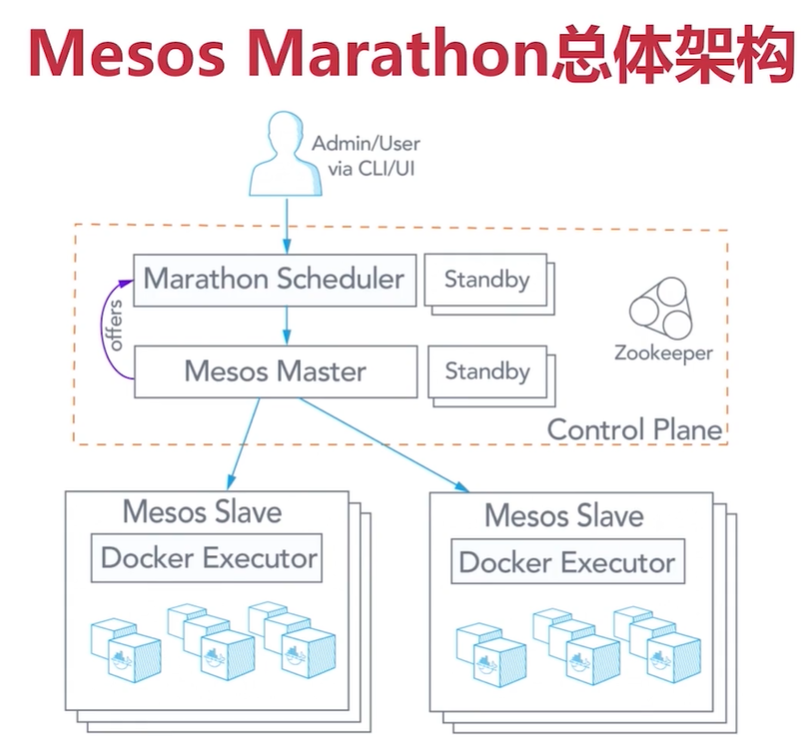 Mesos Marathon总体架构
Admin/User
via CLI/UI
Marathon Scheduler
Standby
offers
Zookeeper
Mesos Master
Standby
Control Plane
Mesos Slave
Docker Executor
Mesos Slave
Docker Executor